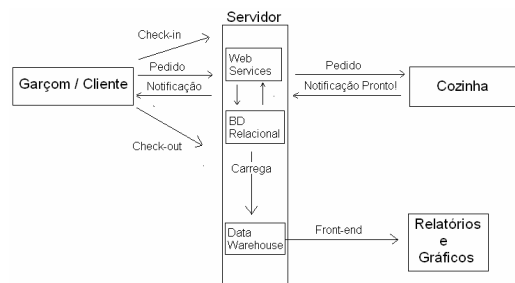 Servidor
Check-in
Garçom / Cliente
Pedido
Notificação
Check-out
Web
Services
BD
Relacional
Carrega
Data
Warehouse
Pedido
Notificação Pronto!
Cozinha
Front-end
Relatórios
e
Gráficos